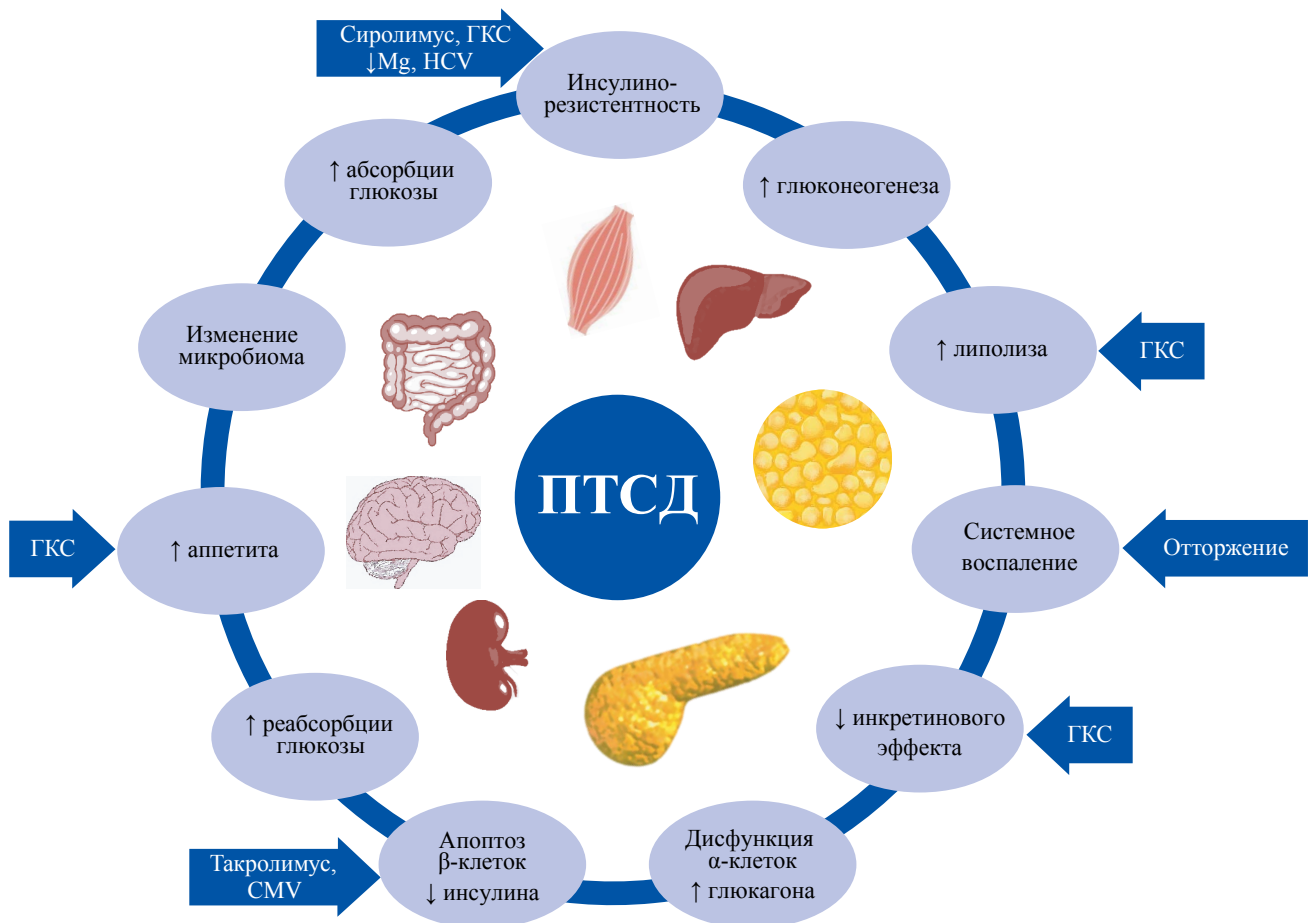 Сиролимус, ГКС
↓Mg, HCV
Инсулино-
резистентность
↑ абсорбции
глюкозы
↑ глюконеогенеза
Изменение
микробиома
↑ липолиза
ГКС
ПТСД
ГКС
↑ аппетита
Системное
воспаление
Отторжение
↑ реабсорбции
глюкозы
↓ инкретинового
эффекта
ГКС
Такролимус,
CMV
Апоптоз
β-клеток
↓ инсулина
Дисфункция
α-клеток
↑ глюкагона